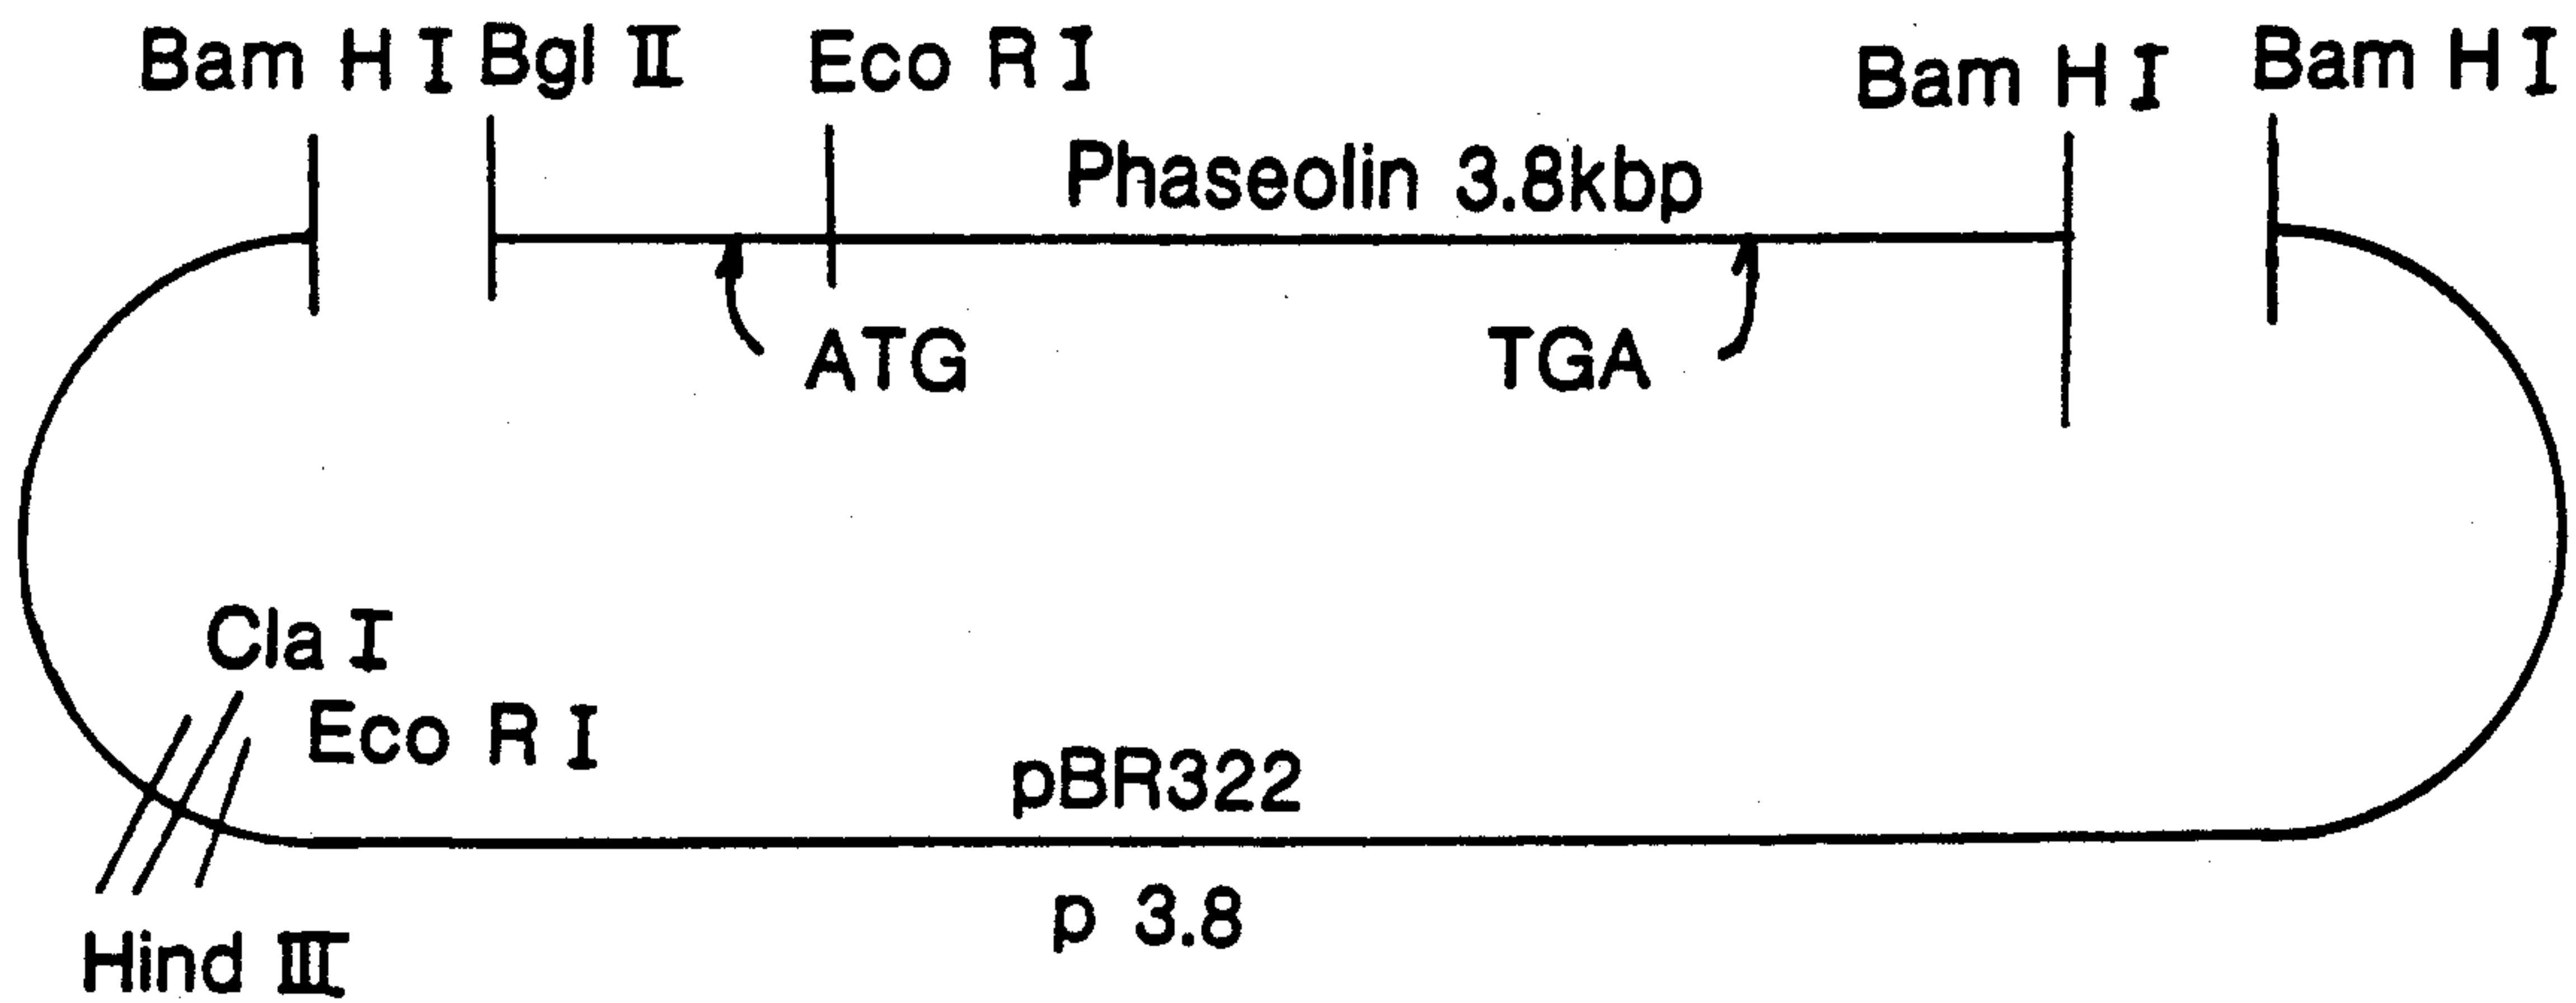 Bam H I Bgl II Eco R I Bam H I Bam H I
Phaseolin 3.8kbp
ATG TGA
Cla I
Eco R I
pBR322
p 3.8
Hind III